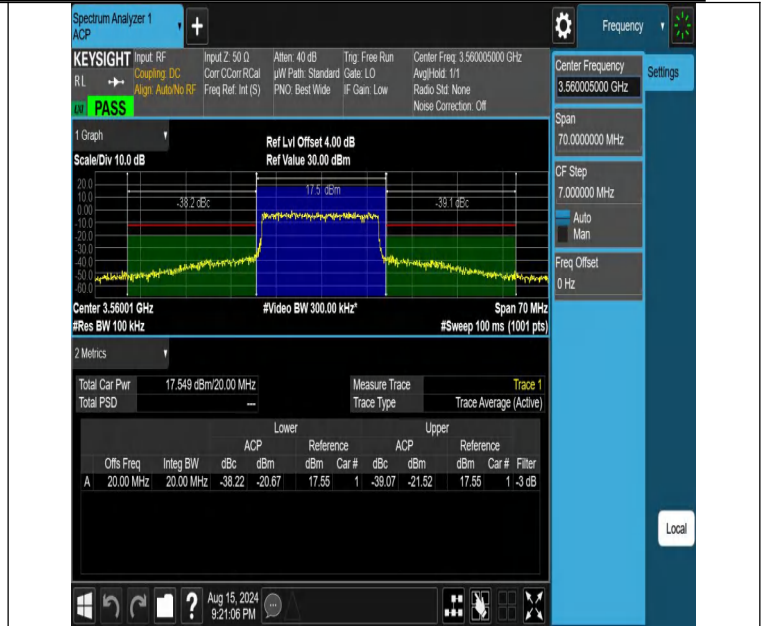 Spectrum Analyzer 1
ACP
Frequency
KEYSIGHT
RL
PASS
Input: RF
Coupling: DC
Align: Auto/No RF
Input Z: 50 Ω
Corr CCorr RCal
Freq Ref: Int (S)
Atten: 40 dB
µW Path: Standard
PNO: Best Wide
Trig: Free Run
Gate: LO
IF Gain: Low
Center Freq: 3.560005000 GHz
Avg|Hold: 1/1
Radio Std: None
Noise Correction: Off
1 Graph
Scale/Div 10.0 dB
Ref Lvl Offset 4.00 dB
Ref Value 30.00 dBm
20.0
10.0
0.00
-10.0
-20.0
-30.0
-40.0
-50.0
-60.0
-38.2 dBc
17.5 dBm
-39.1 dBc
Center 3.56001 GHz
#Video BW 300.00 kHz*
Span 70 MHz
#Res BW 100 kHz
#Sweep 100 ms (1001 pts)
2 Metrics
Total Car Pwr 17.549 dBm/20.00 MHz
Total PSD ---
Measure Trace Trace 1
Trace Type Trace Average (Active)
Lower Upper
ACP Reference ACP Reference
Offs Freq Integ BW dBc dBm dBm Car # dBc dBm dBm Car # Filter
A 20.00 MHz 20.00 MHz -38.22 -20.67 17.55 1 -39.07 -21.52 17.55 1 -3 dB
Center Frequency
3.560005000 GHz
Span
70.0000000 MHz
CF Step
7.000000 MHz
Auto
Man
Freq Offset
0 Hz
Settings
Local
Aug 15, 2024
9:21:06 PM